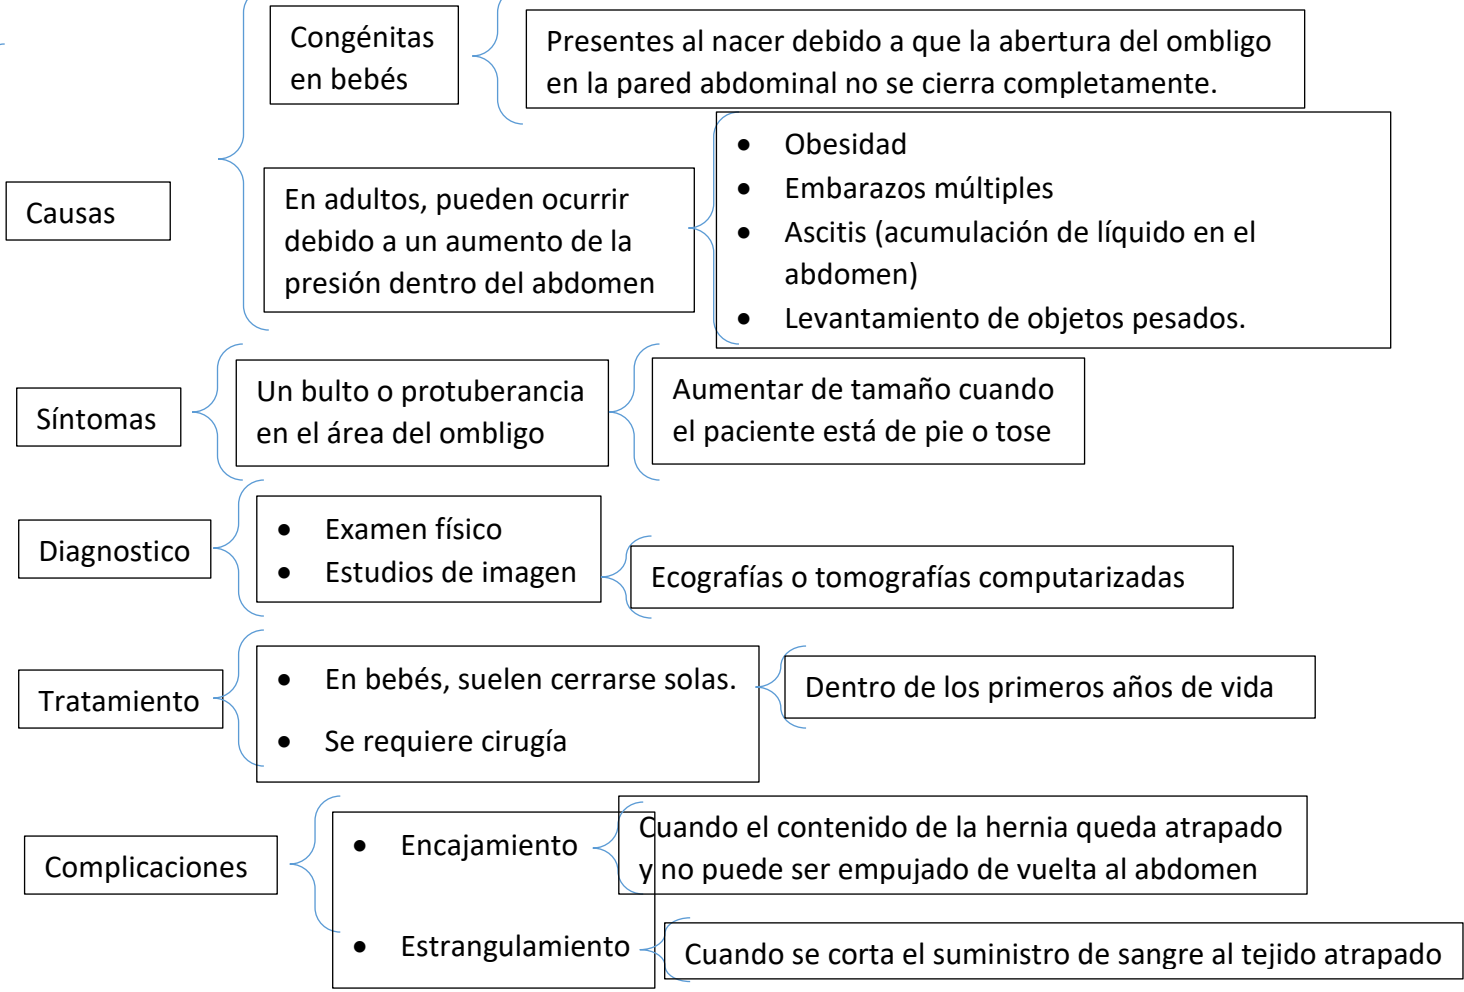 Causas
Congénitas
en bebés
Presentes al nacer debido a que la abertura del ombligo
en la pared abdominal no se cierra completamente.
En adultos, pueden ocurrir
debido a un aumento de la
presión dentro del abdomen
• Obesidad
• Embarazos múltiples
• Ascitis (acumulación de líquido en el
abdomen)
• Levantamiento de objetos pesados.
Síntomas
Un bulto o protuberancia
en el área del ombligo
Aumentar de tamaño cuando
el paciente está de pie o tose
Diagnostico
• Examen físico
• Estudios de imagen
Ecografías o tomografías computarizadas
Tratamiento
• En bebés, suelen cerrarse solas.
Dentro de los primeros años de vida
• Se requiere cirugía
Complicaciones
• Encajamiento
Cuando el contenido de la hernia queda atrapado
y no puede ser empujado de vuelta al abdomen
• Estrangulamiento
Cuando se corta el suministro de sangre al tejido atrapado